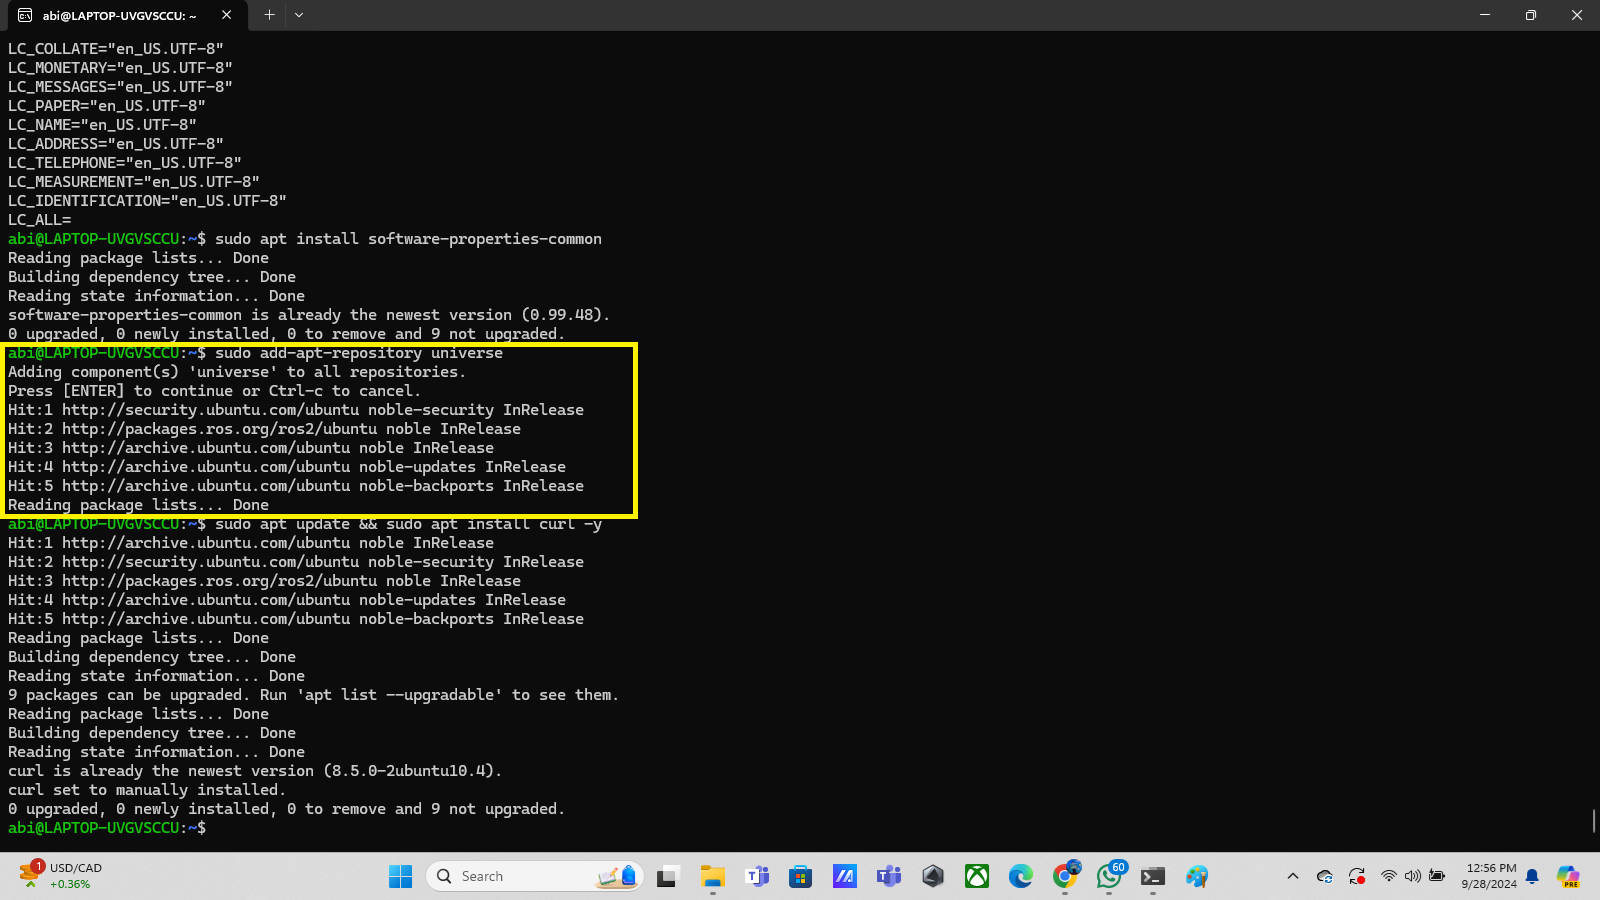 abi@LAPTOP-UVGVSCCU: ~
LC_COLLATE="en_US.UTF-8"
LC_MONETARY="en_US.UTF-8"
LC_MESSAGES="en_US.UTF-8"
LC_PAPER="en_US.UTF-8"
LC_NAME="en_US.UTF-8"
LC_ADDRESS="en_US.UTF-8"
LC_TELEPHONE="en_US.UTF-8"
LC_MEASUREMENT="en_US.UTF-8"
LC_IDENTIFICATION="en_US.UTF-8"
LC_ALL=
abi@LAPTOP-UVGVSCCU:~$ sudo apt install software-properties-common
Reading package lists... Done
Building dependency tree... Done
Reading state information... Done
software-properties-common is already the newest version (0.99.48).
0 upgraded, 0 newly installed, 0 to remove and 9 not upgraded.
abi@LAPTOP-UVGVSCCU:~$ sudo add-apt-repository universe
Adding component(s) 'universe' to all repositories.
Press [ENTER] to continue or Ctrl-c to cancel.
Hit:1 http://security.ubuntu.com/ubuntu noble-security InRelease
Hit:2 http://packages.ros.org/ros2/ubuntu noble InRelease
Hit:3 http://archive.ubuntu.com/ubuntu noble InRelease
Hit:4 http://archive.ubuntu.com/ubuntu noble-updates InRelease
Hit:5 http://archive.ubuntu.com/ubuntu noble-backports InRelease
Reading package lists... Done
abi@LAPTOP-UVGVSCCU:~$ sudo apt update && sudo apt install curl -y
Hit:1 http://archive.ubuntu.com/ubuntu noble InRelease
Hit:2 http://security.ubuntu.com/ubuntu noble-security InRelease
Hit:3 http://packages.ros.org/ros2/ubuntu noble InRelease
Hit:4 http://archive.ubuntu.com/ubuntu noble-updates InRelease
Hit:5 http://archive.ubuntu.com/ubuntu noble-backports InRelease
Reading package lists... Done
Building dependency tree... Done
Reading state information... Done
9 packages can be upgraded. Run 'apt list --upgradable' to see them.
Reading package lists... Done
Building dependency tree... Done
Reading state information... Done
curl is already the newest version (8.5.0-2ubuntu10.4).
curl set to manually installed.
0 upgraded, 0 newly installed, 0 to remove and 9 not upgraded.
abi@LAPTOP-UVGVSCCU:~$
1
USD/CAD
+0.36%
Search
60
12:56 PM
9/28/2024
PRE